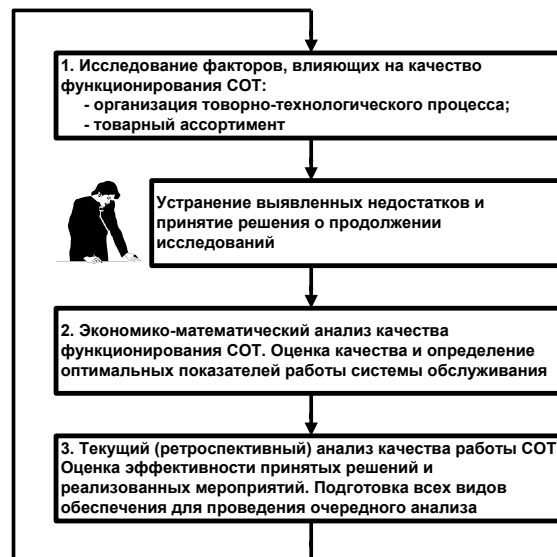 1. Исследование факторов, влияющих на качество
функционирования СОТ:
- организация товорно-технологического процесса;
- товарный ассортимент
Устранение выявленных недостатков и
принятие решения о продолжении
исследований
2. Экономико-математический анализ качества
функционирования СОТ. Оценка качества и определение
оптимальных показателей работы системы обслуживания
3. Текущий (ретроспективный) анализ качества работы СОТ
Оценка эффективности принятых решений и
реализованных мероприятий. Подготовка всех видов
обеспечения для проведения очередного анализа